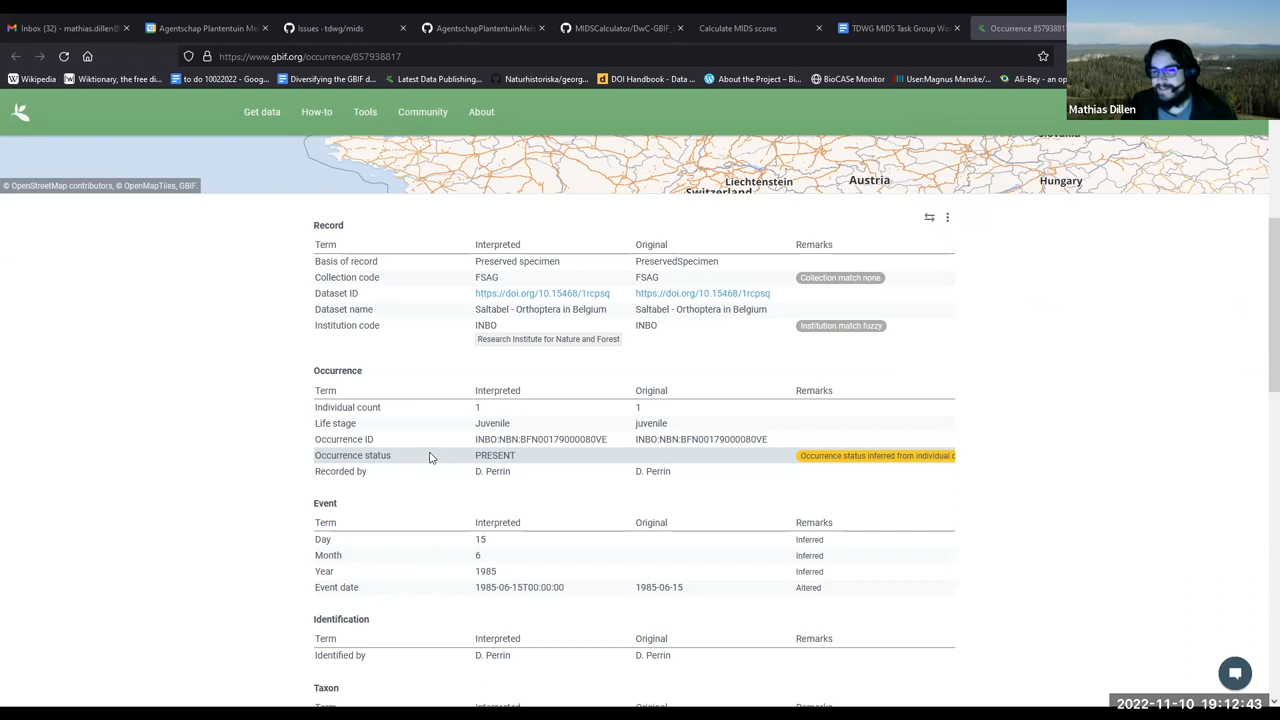 Inbox (32) - mathias.dillen@
Agentschap Plantentuin Me
Issues · tdwg/mids
AgentschapPlantentuinMeis
MIDSCalculator/DwC-GBIF_
Calculate MIDS scores
TDWG MIDS Task Group Wo
Occurrence 857938817
https://www.gbif.org/occurrence/857938817
Wikipedia
Wiktionary, the free di...
to do 10022022 - Goog...
Diversifying the GBIF d...
Latest Data Publishing...
Naturhistoriska/georg...
DOI Handbook - Data ...
About the Project – Bi...
BioCASe Monitor
User:Magnus Manske/...
Ali-Bey, an op
Mathias Dillen
Get data How-to Tools Community About
Slovakia
Liechtenstein Austria Hungary
Switzerland
© OpenStreetMap contributors, © OpenMapTiles, GBIF
Record
Term Interpreted Original Remarks
Basis of record Preserved specimen PreservedSpecimen
Collection code FSAG FSAG Collection match none
Dataset ID https://doi.org/10.15468/1rcpsq https://doi.org/10.15468/1rcpsq
Dataset name Saltabel - Orthoptera in Belgium Saltabel - Orthoptera in Belgium
Institution code INBO INBO Institution match fuzzy
Research Institute for Nature and Forest
Occurrence
Term Interpreted Original Remarks
Individual count 1 1
Life stage Juvenile juvenile
Occurrence ID INBO:NBN:BFN00179000080VE INBO:NBN:BFN00179000080VE
Occurrence status PRESENT Occurrence status inferred from individual c
Recorded by D. Perrin D. Perrin
Event
Term Interpreted Original Remarks
Day 15 Inferred
Month 6 Inferred
Year 1985 Inferred
Event date 1985-06-15T00:00:00 1985-06-15 Altered
Identification
Term Interpreted Original Remarks
Identified by D. Perrin D. Perrin
Taxon
2022-11-10 19:12:43